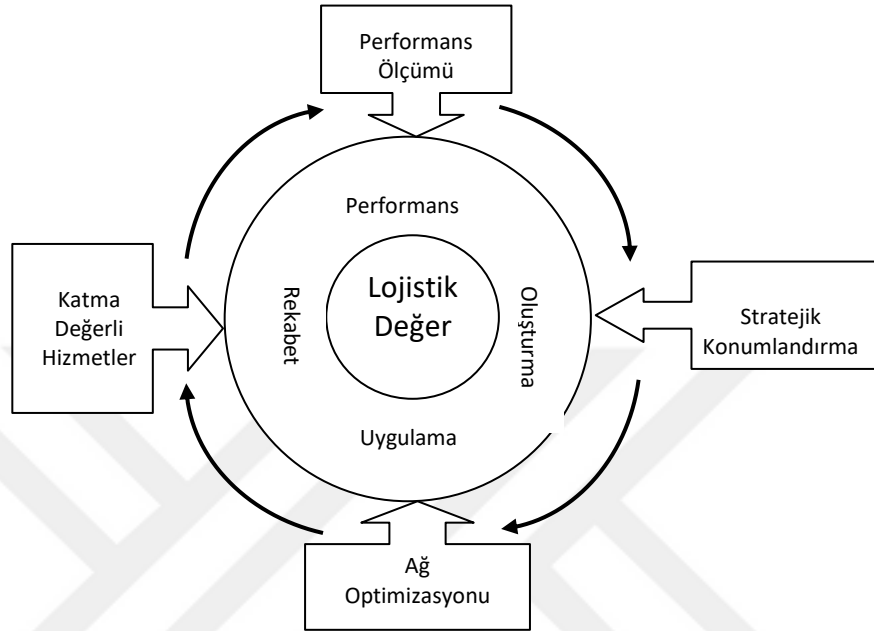 Performans
Ölçümü
Performans
Katma
Değerli
Hizmetler
Rekabet
Lojistik
Değer
Oluşturma
Stratejik
Konumlandırma
Uygulama
Ağ
Optimizasyonu